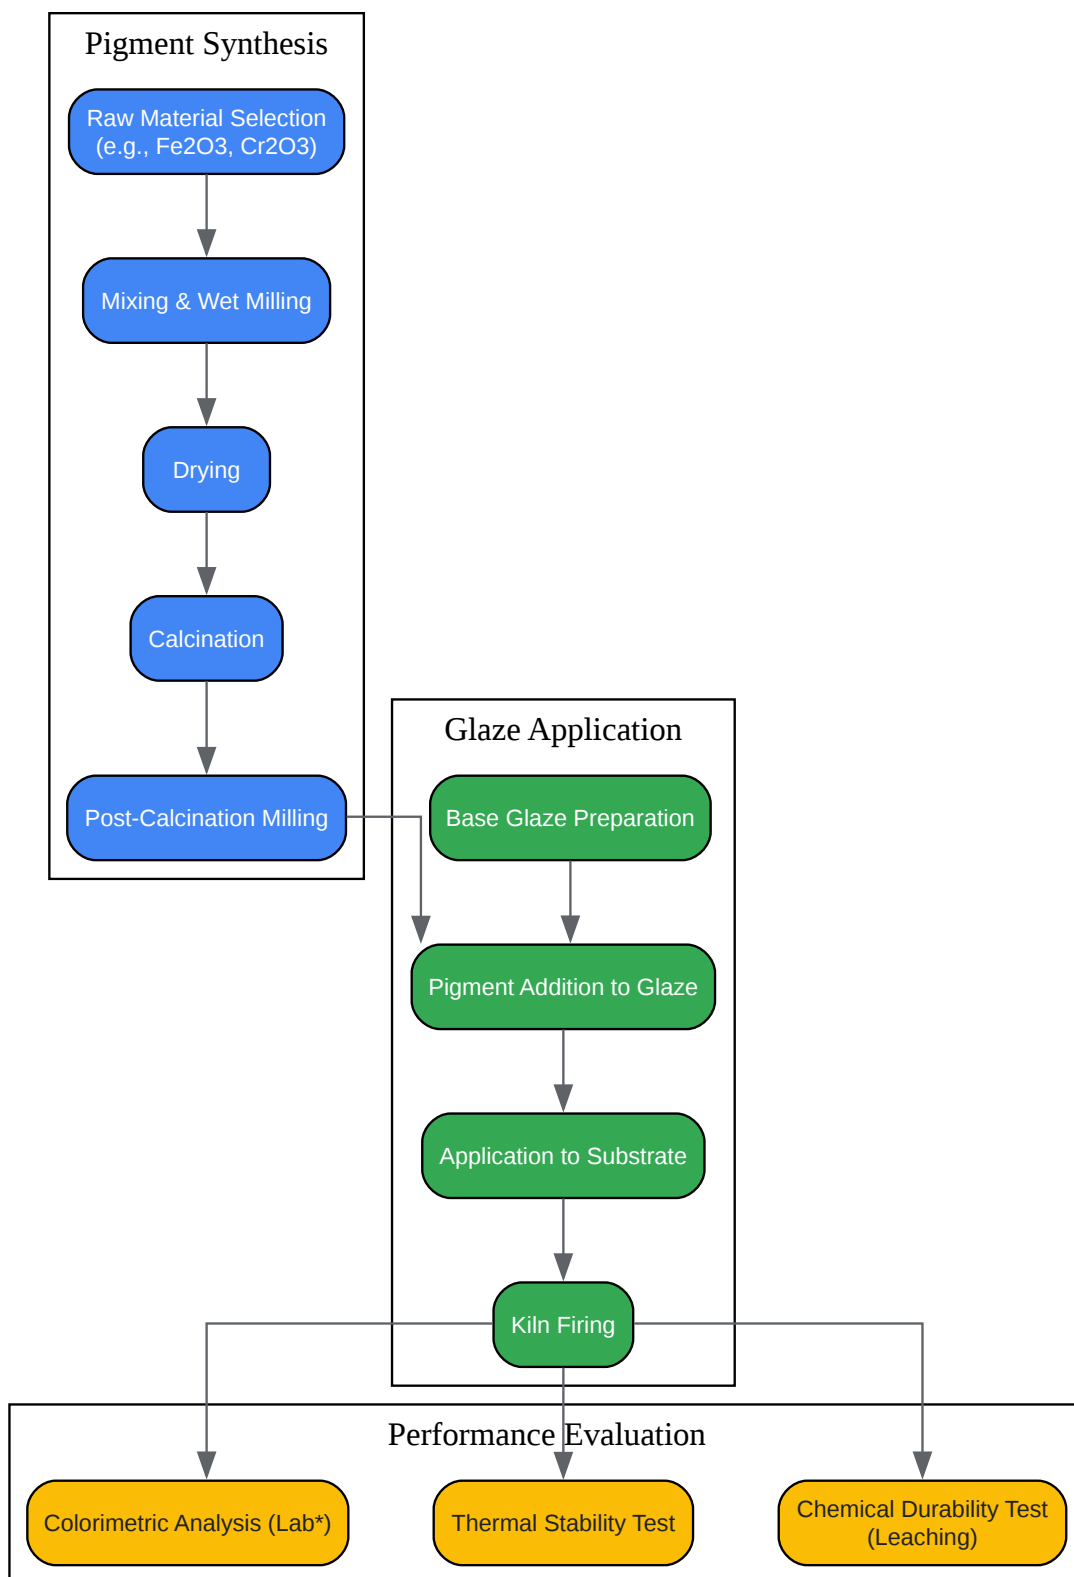 Pigment Synthesis
Raw Material Selection
(e.g., Fe2O3, Cr2O3)
Mixing & Wet Milling
Drying
Calcination
Post-Calcination Milling
Glaze Application
Base Glaze Preparation
Pigment Addition to Glaze
Application to Substrate
Kiln Firing
Performance Evaluation
Colorimetric Analysis (Lab*)
Thermal Stability Test
Chemical Durability Test
(Leaching)